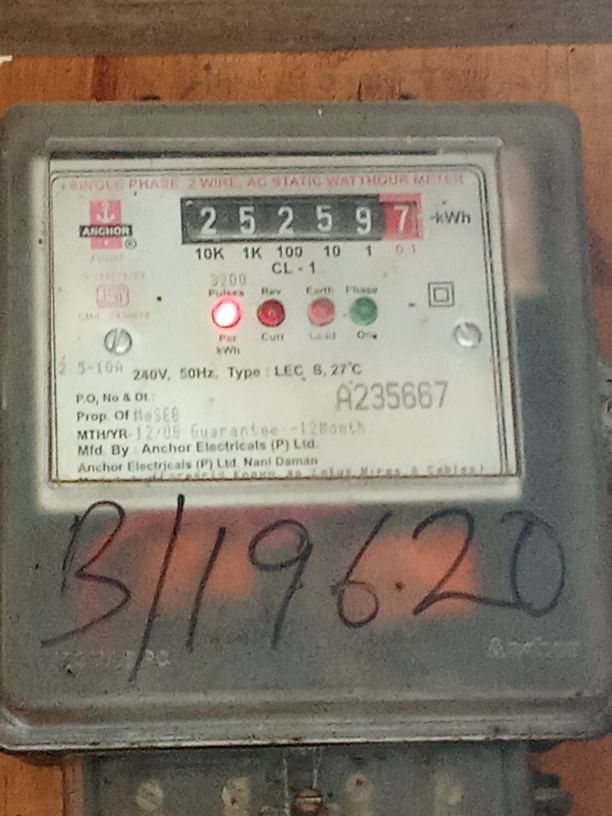 SINGLE PHASE, 2 WIRE, AC STATIC WATTHOUR METER
ANCHOR ®
2 5 2 5 9 7 -kWh
10K 1K 100 10 1 0.1
CL - 1
3200
Pulses Rev Earth Phase
Per Curr Load On
kWh
5-10A 240V, 50Hz, Type : LEC S, 27°C
P.O, No & Dt.:
A235667
Prop. Of MeSEB
MTH/YR-12/08 Guarantee -12Month
Mfd. By : Anchor Electricals (P) Ltd.
Anchor Electricals (P) Ltd. Nani Daman
B/19620
Anchor